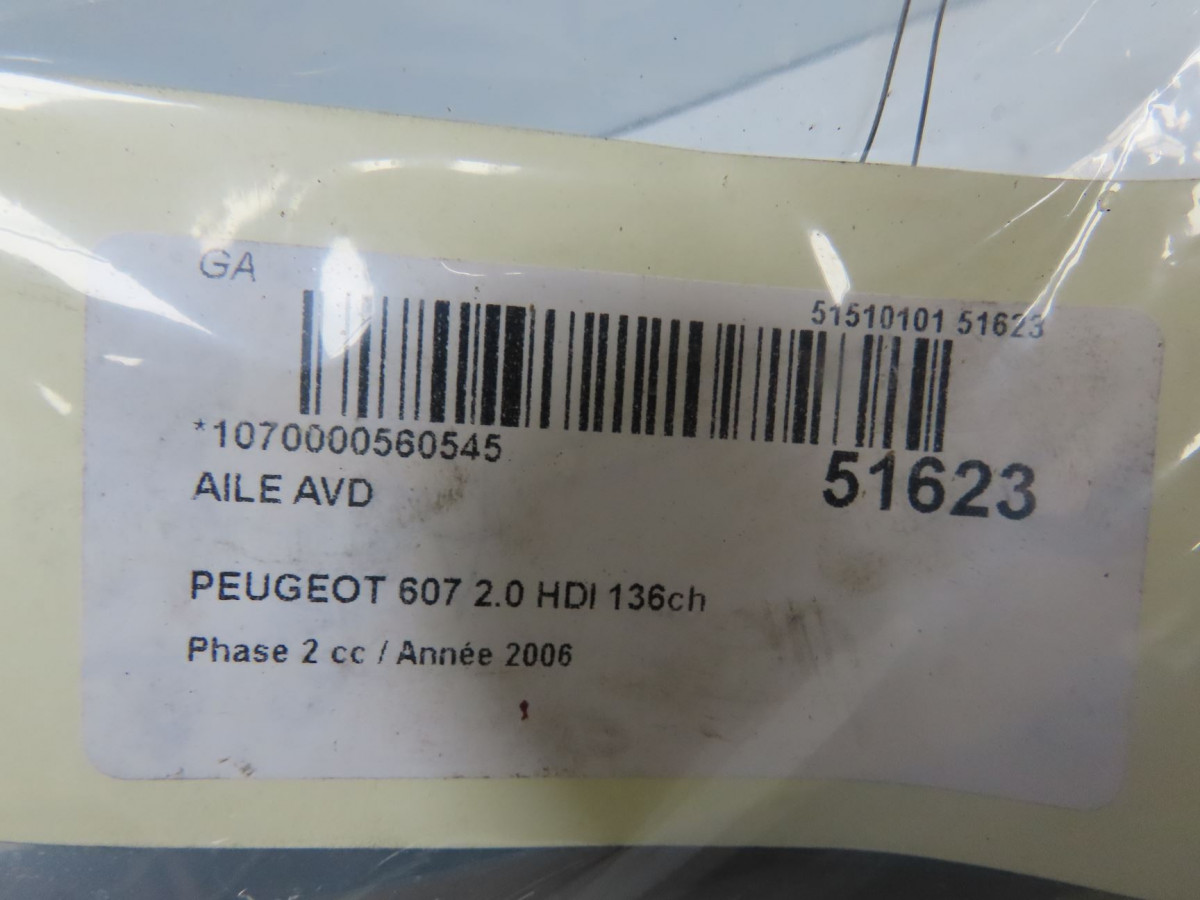 GA
51510101 51623
*1070000560545
51623
AILE AVD
PEUGEOT 607 2.0 HDI 136ch
Phase 2 cc / Année 2006